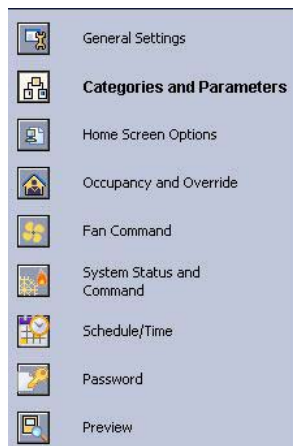 General Settings
Categories and Parameters
Home Screen Options
Occupancy and Override
Fan Command
System Status and
Command
Schedule/Time
Password
Preview